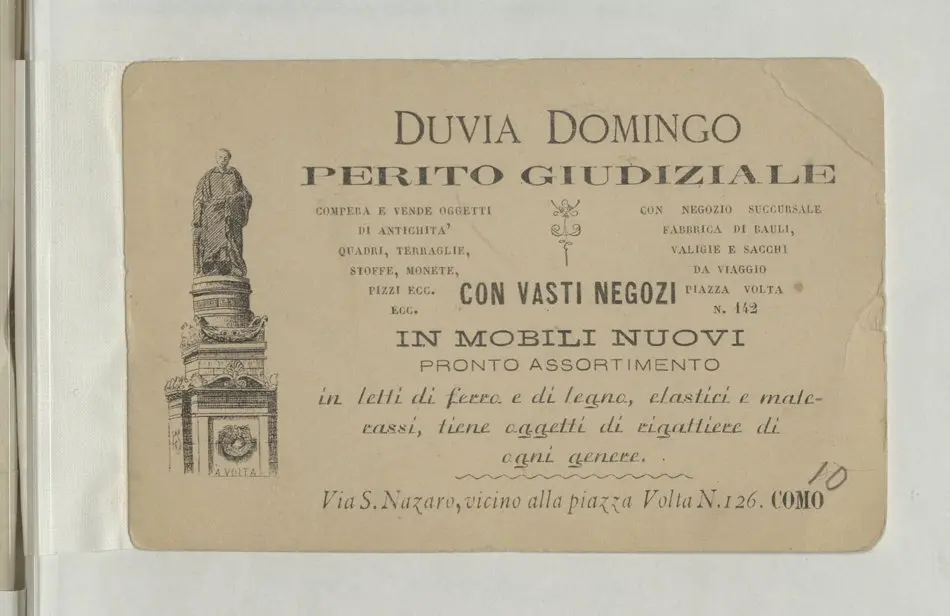 DUVIA DOMINGO
PERITO GIUDIZIALE
COMPERA E VENDE OGGETTI
DI ANTICHITA'
QUADRI, TERRAGLIE,
STOFFE, MONETE,
PIZZI ECC.
ECC.
CON NEGOZIO SUCCURSALE
FABBRICA DI BAULI,
VALIGIE E SACCHI
DA VIAGGIO
PIAZZA VOLTA
N. 142
CON VASTI NEGOZI
IN MOBILI NUOVI
PRONTO ASSORTIMENTO
in letti di ferro e di legno, elastici e mate-
rassi, tiene oggetti di rigattiere di
ogni genere.
Via S. Nazaro, vicino alla piazza Volta N. 126. COMO
10
A VOLTA